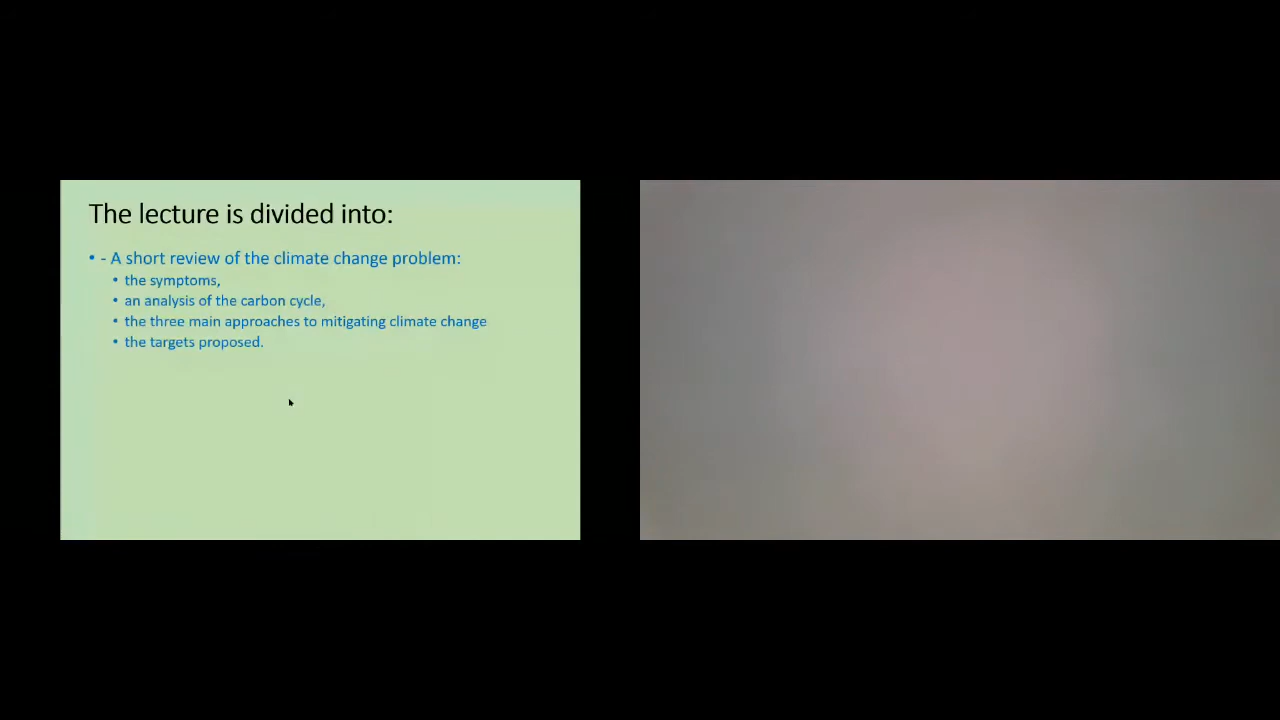 The lecture is divided into:
• - A short review of the climate change problem:
• the symptoms,
• an analysis of the carbon cycle,
• the three main approaches to mitigating climate change
• the targets proposed.